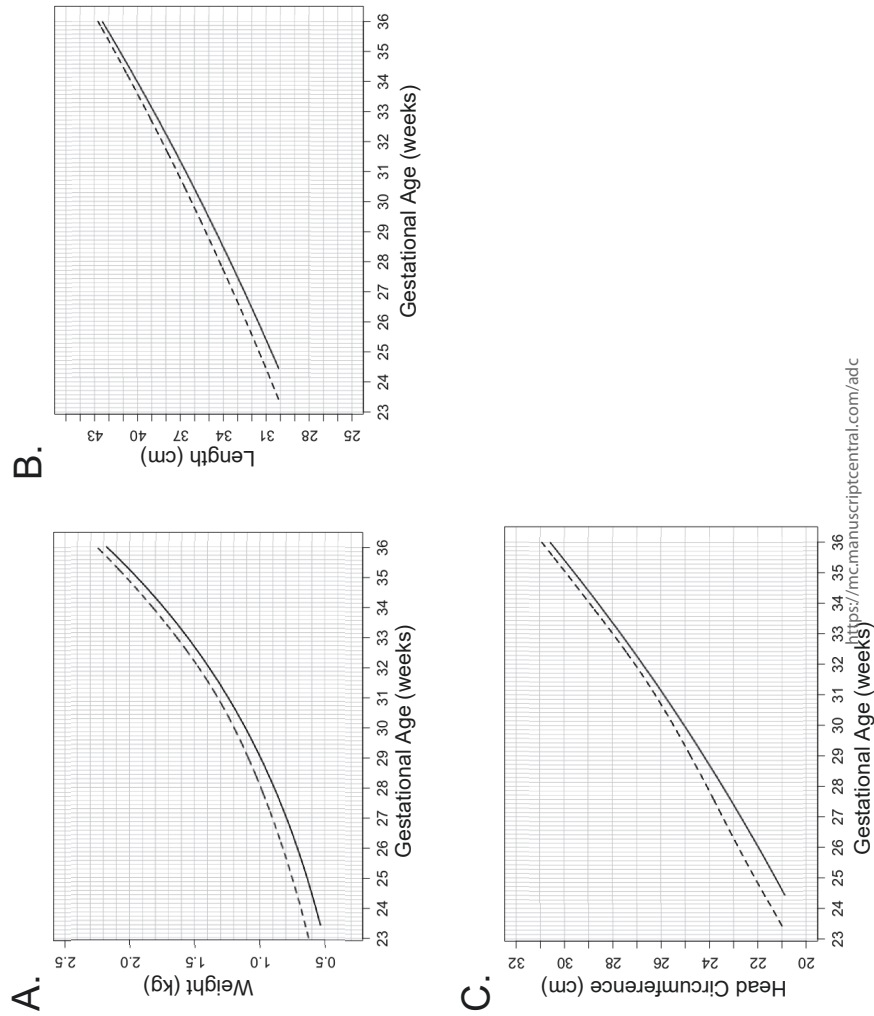 A.
Weight (kg)
2.5
2.0
1.5
1.0
0.5
23 24 25 26 27 28 29 30 31 32 33 34 35 36
Gestational Age (weeks)
B.
Length (cm)
43
40
37
34
31
28
25
23 24 25 26 27 28 29 30 31 32 33 34 35 36
Gestational Age (weeks)
C.
Head Circumference (cm)
32
30
28
26
24
22
20
23 24 25 26 27 28 29 30 31 32 33 34 35 36
Gestational Age (weeks)
https://mc.manuscriptcentral.com/adc